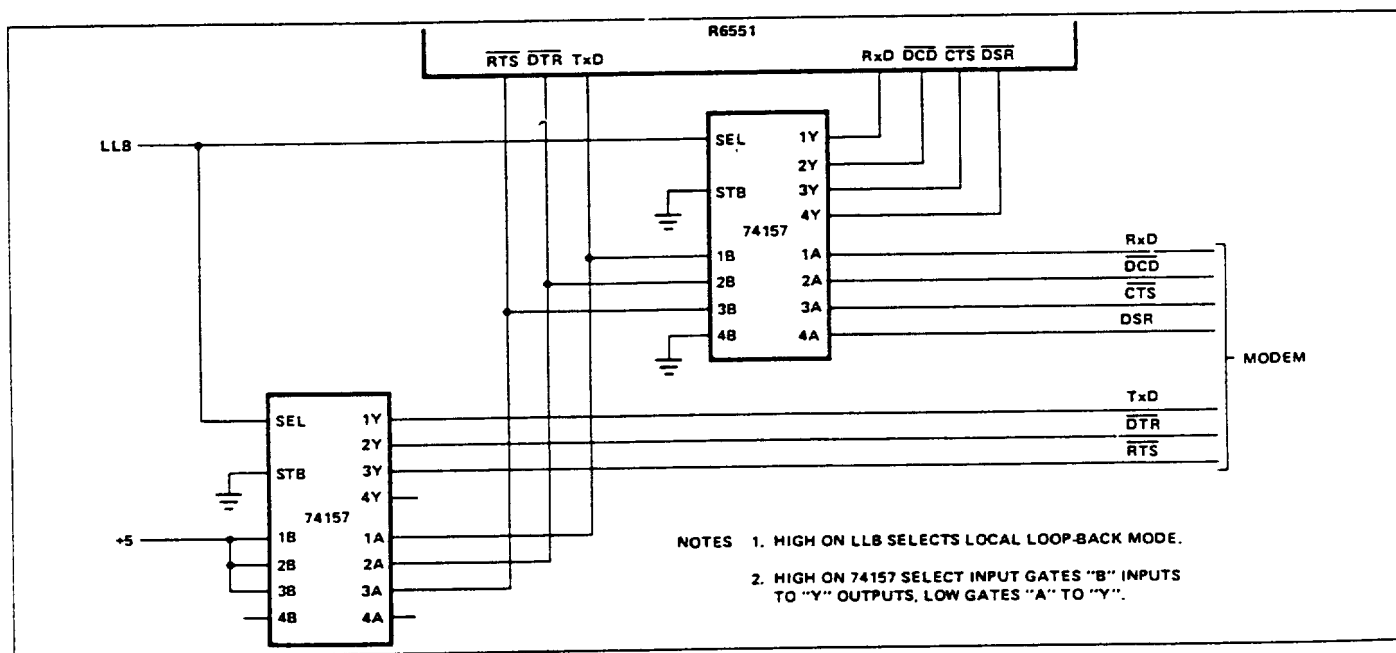 R6551
RTS DTR TxD RxD DCD CTS DSR
LLB
SEL 1Y
2Y
STB 3Y
4Y
74157
1B 1A
2B 2A
3B 3A
4B 4A
RxD
DCD
CTS
DSR
MODEM
SEL 1Y
2Y
STB 3Y
4Y
74157
+5
1B 1A
2B 2A
3B 3A
4B 4A
TxD
DTR
RTS
NOTES 1. HIGH ON LLB SELECTS LOCAL LOOP-BACK MODE.
2. HIGH ON 74157 SELECT INPUT GATES "B" INPUTS
TO "Y" OUTPUTS, LOW GATES "A" TO "Y".